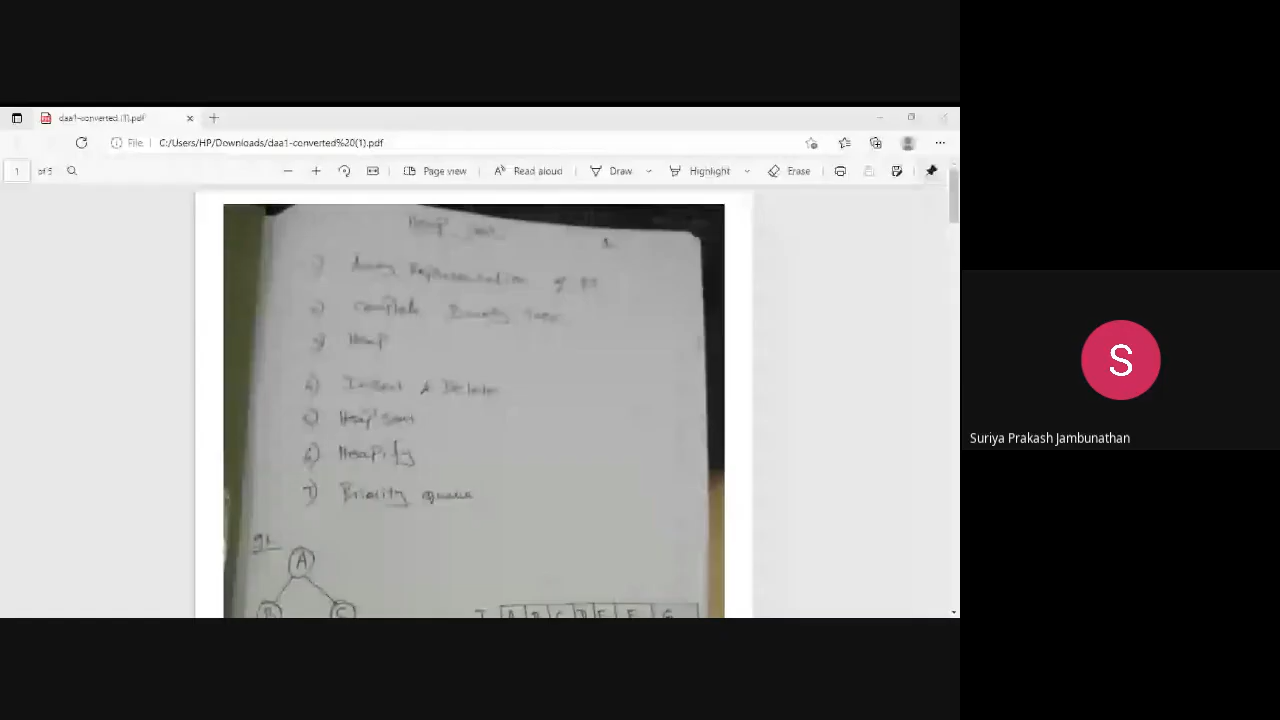 daa1-converted (1).pdf
File
C:/Users/HP/Downloads/daa1-converted%20(1).pdf
1 of 5
Page view
Read aloud
Draw
Highlight
Erase
Heap Sort
1) Array Representation of BT
2) Complete Binary Tree
3) Heap
4) Insert & Delete
5) Heap Sort
6) Heapify
7) Priority queue
A
B C
T A B C D E F G
S
Suriya Prakash Jambunathan